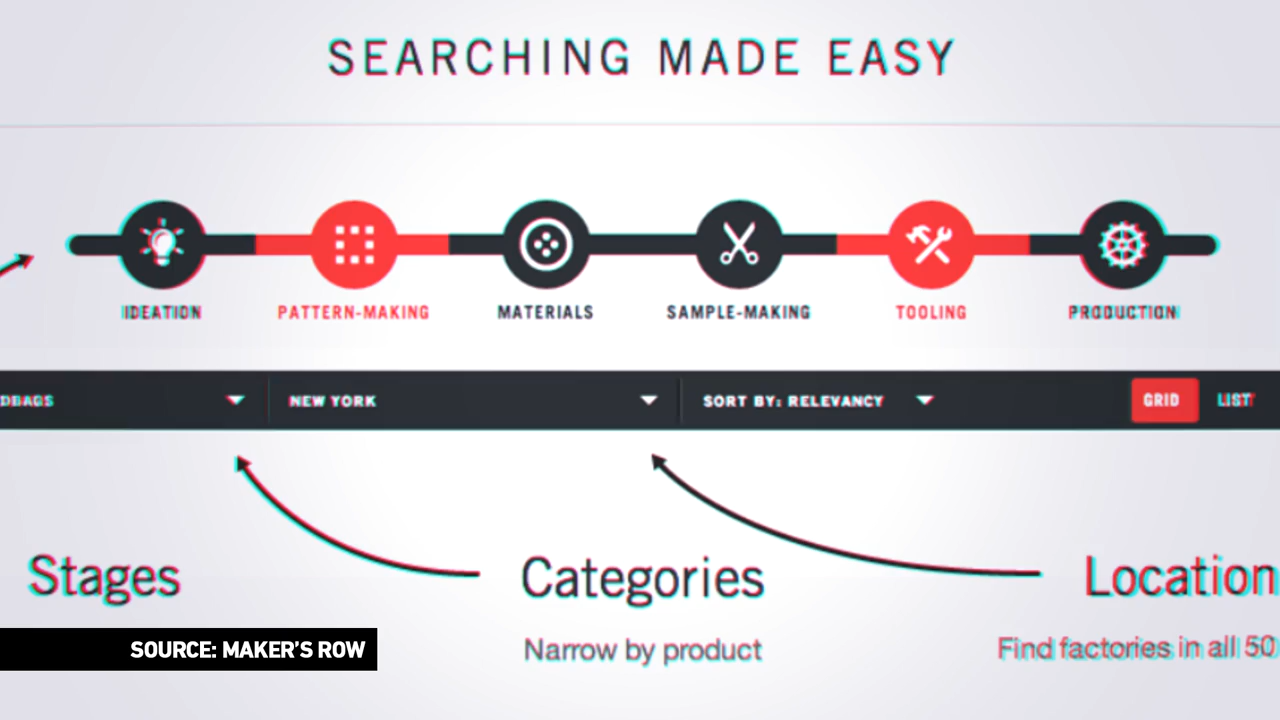 SEARCHING MADE EASY
IDEATION
PATTERN-MAKING
MATERIALS
SAMPLE-MAKING
TOOLING
PRODUCTION
DBAGS
NEW YORK
SORT BY: RELEVANCY
GRID
LIST
Stages
Categories
Location
Narrow by product
Find factories in all 50
SOURCE: MAKER'S ROW